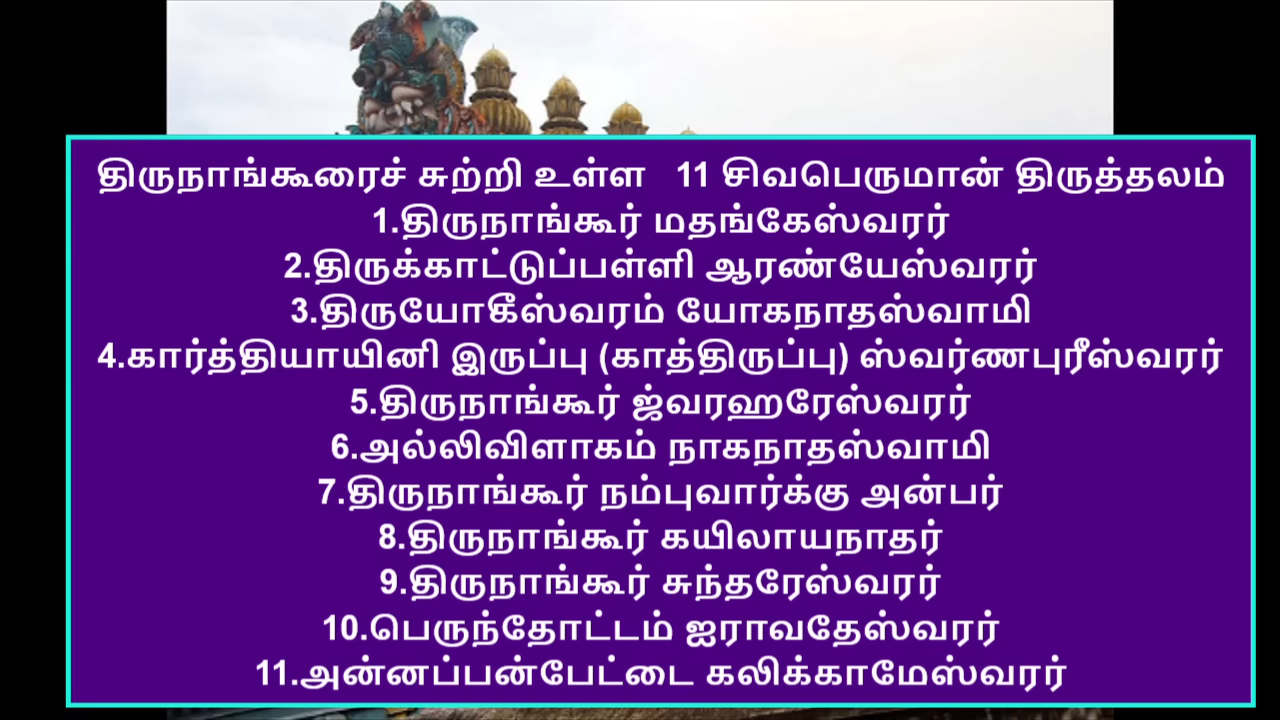 திருநாங்கூரைச் சுற்றி உள்ள 11 சிவபெருமான் திருத்தலம்
1.திருநாங்கூர் மதங்கேஸ்வரர்
2.திருக்காட்டுப்பள்ளி ஆரண்யேஸ்வரர்
3.திருயோகீஸ்வரம் யோகநாதஸ்வாமி
4.கார்த்தியாயினி இருப்பு (காத்திருப்பு) ஸ்வர்ணபுரீஸ்வரர்
5.திருநாங்கூர் ஜ்வரஹரேஸ்வரர்
6.அல்லிவிளாகம் நாகநாதஸ்வாமி
7.திருநாங்கூர் நம்புவார்க்கு அன்பர்
8.திருநாங்கூர் கயிலாயநாதர்
9.திருநாங்கூர் சுந்தரேஸ்வரர்
10.பெருந்தோட்டம் ஐராவதேஸ்வரர்
11.அன்னப்பன்பேட்டை கலிக்காமேஸ்வரர்